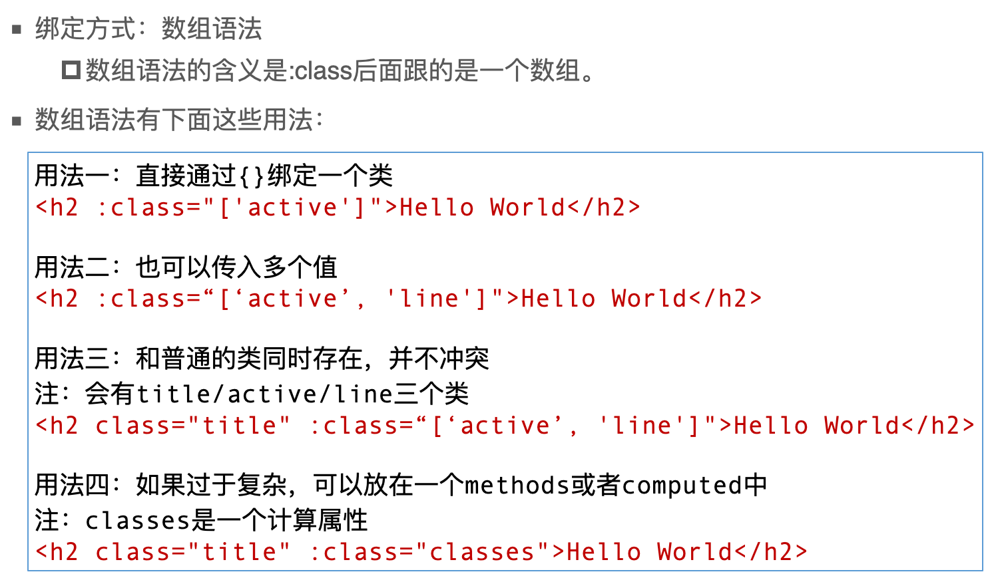 绑定方式：数组语法
数组语法的含义是:class后面跟的是一个数组。
数组语法有下面这些用法：
用法一：直接通过{}绑定一个类
<h2 :class="['active']">Hello World</h2>
用法二：也可以传入多个值
<h2 :class=“[‘active’, 'line']">Hello World</h2>
用法三：和普通的类同时存在，并不冲突
注：会有title/active/line三个类
<h2 class="title" :class=“[‘active’, 'line']">Hello World</h2>
用法四：如果过于复杂，可以放在一个methods或者computed中
注：classes是一个计算属性
<h2 class="title" :class="classes">Hello World</h2>